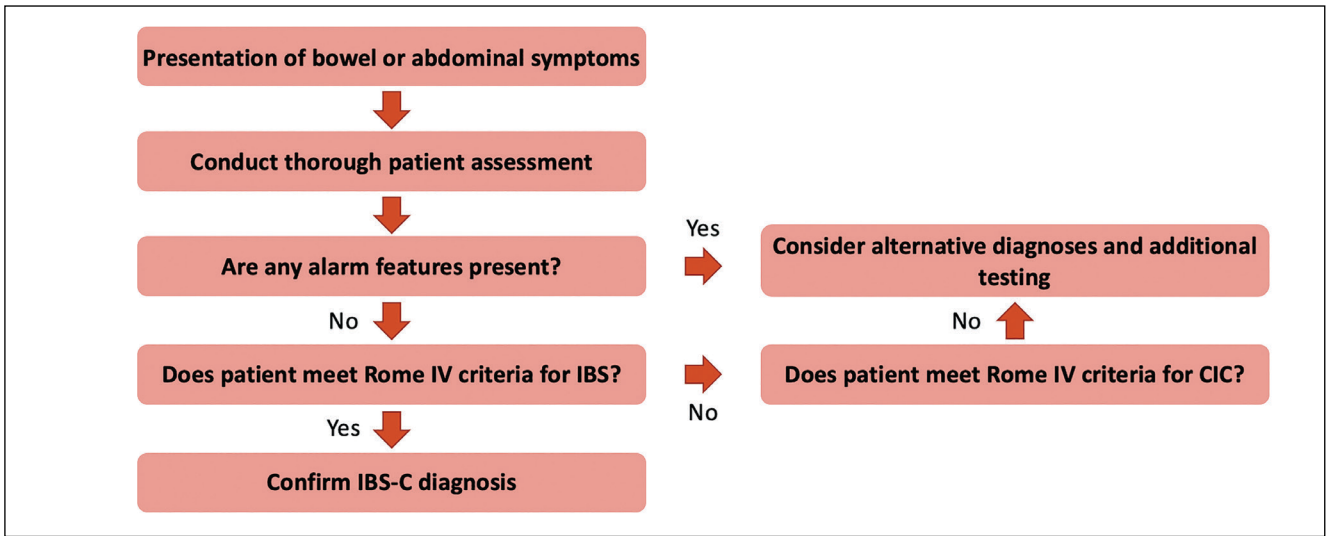 Presentation of bowel or abdominal symptoms
Conduct thorough patient assessment
Are any alarm features present?
Yes
Consider alternative diagnoses and additional
testing
No
No
Does patient meet Rome IV criteria for IBS?
No
Does patient meet Rome IV criteria for CIC?
Yes
Confirm IBS-C diagnosis